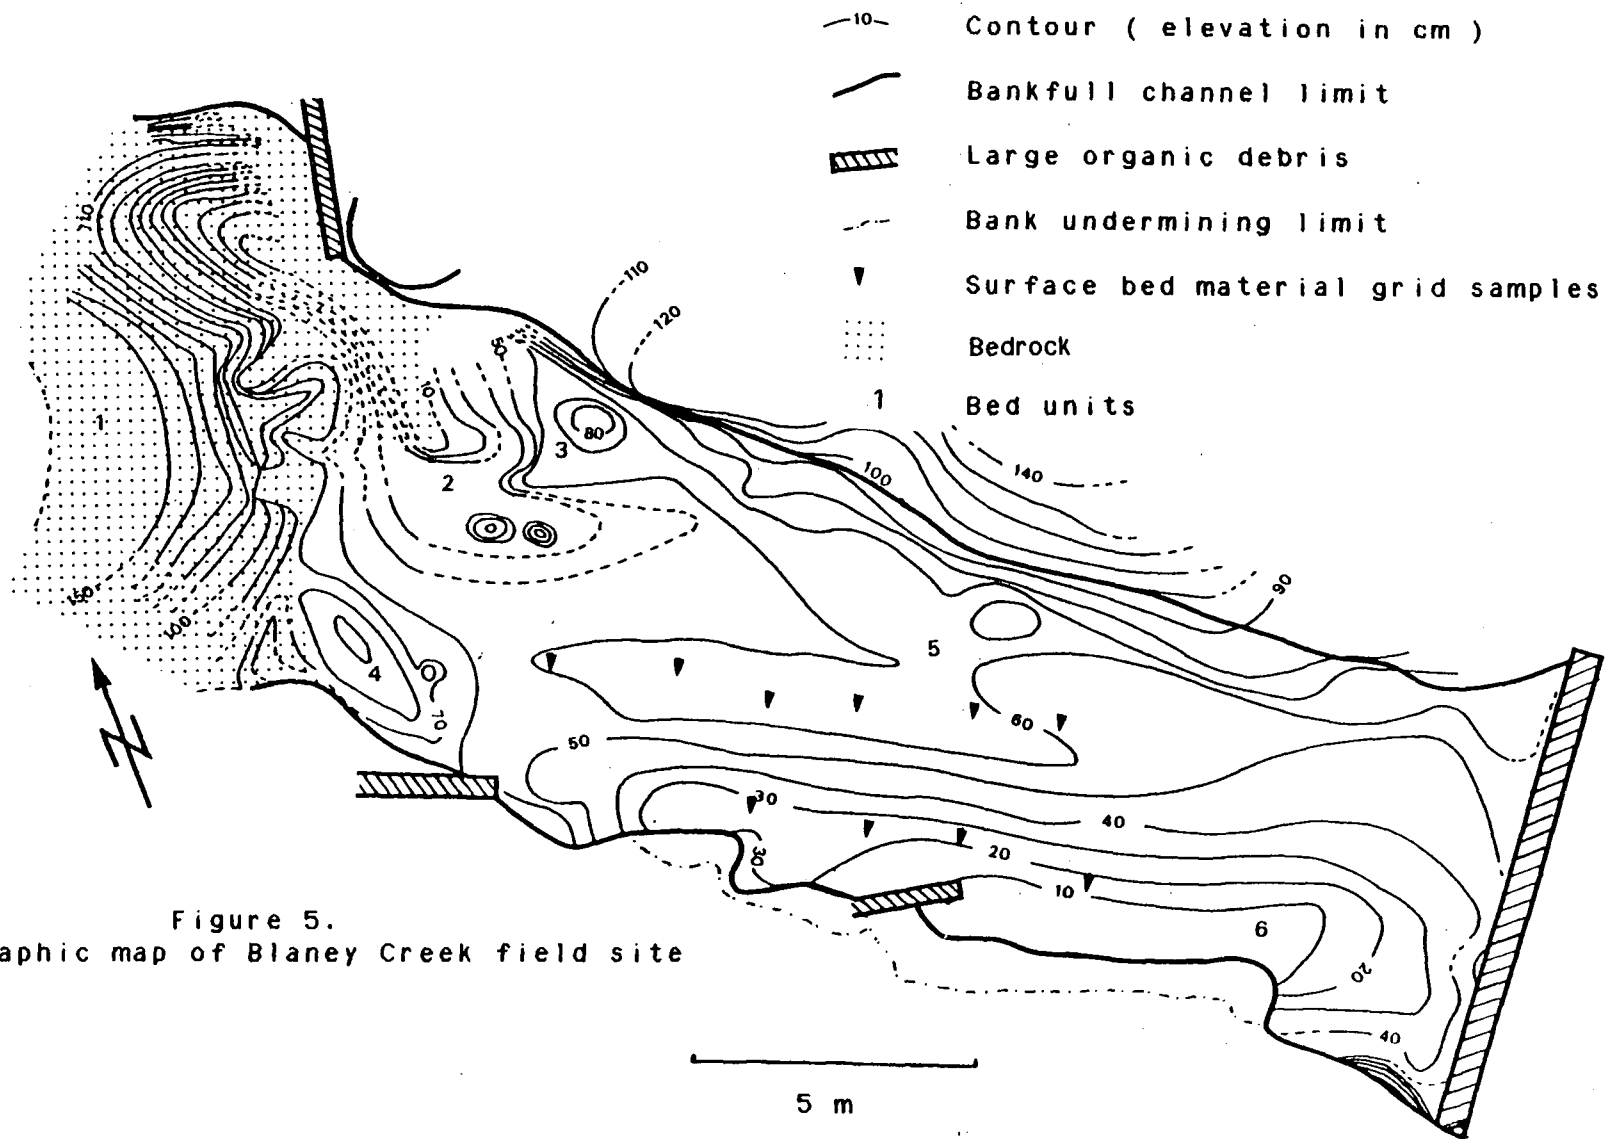 10
Contour ( elevation in cm )
Bankfull channel limit
Large organic debris
Bank undermining limit
Surface bed material grid samples
Bedrock
1
Bed units
110
120
50
10
80
1
3
2
100
140
90
150
100
4
70
5
60
50
30
40
30
20
10
6
20
40
Figure 5.
aphic map of Blaney Creek field site
5 m